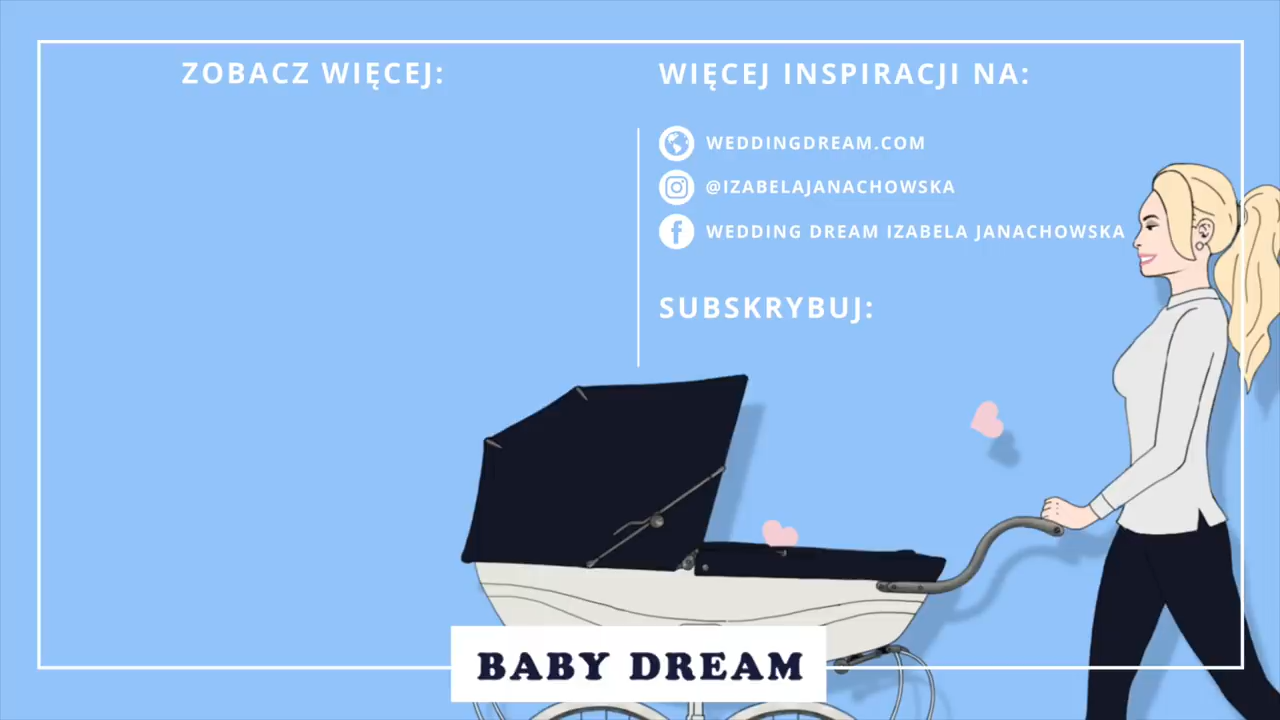 ZOBACZ WIĘCEJ:
WIĘCEJ INSPIRACJI NA:
WEDDINGDREAM.COM
@IZABELAJANACHOWSKA
WEDDING DREAM IZABELA JANACHOWSKA
SUBSKRYBUJ:
BABY DREAM